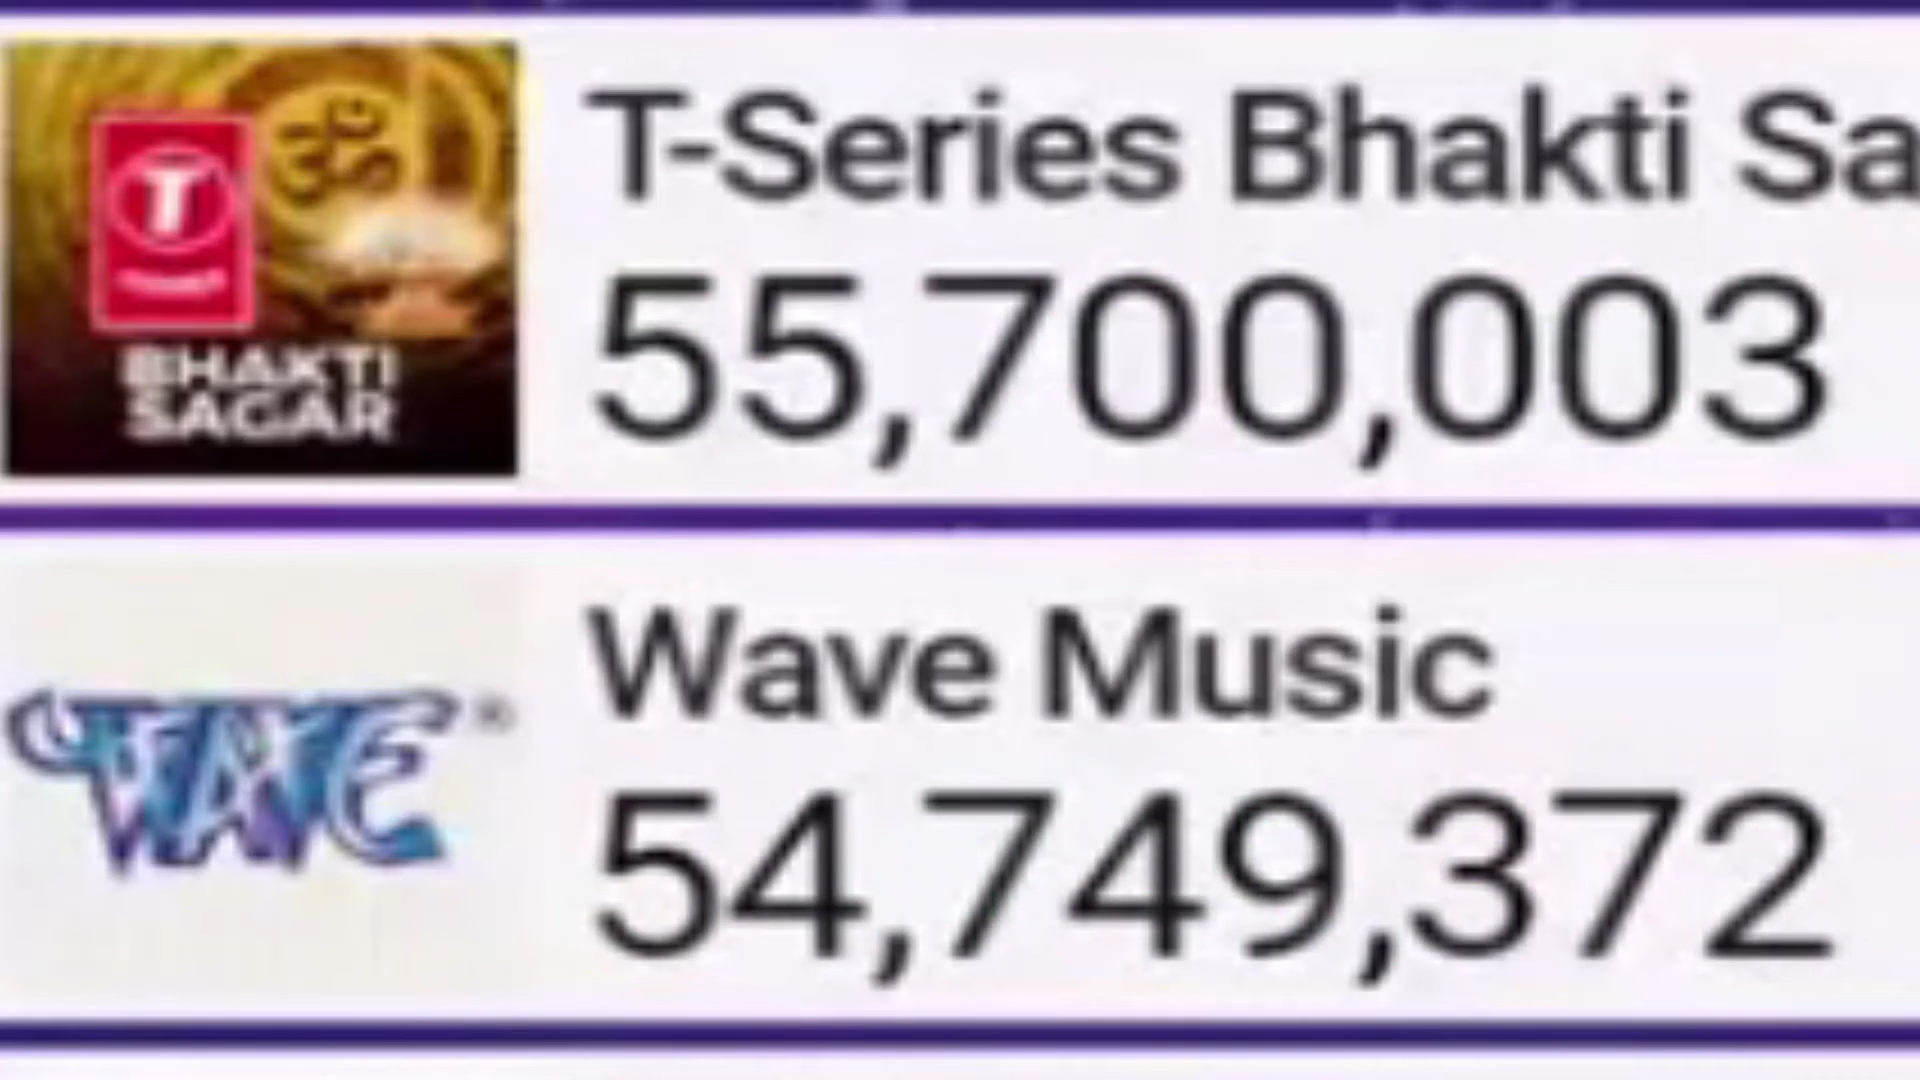 T-Series Bhakti Sa
55,700,003
T
BHAKTI
SAGAR
Wave Music
54,749,372
WAVE